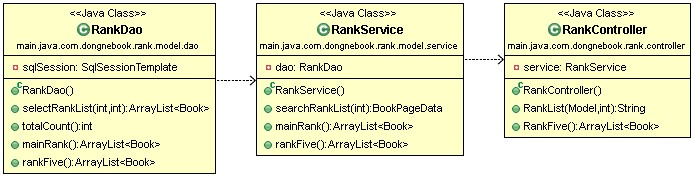 <<Java Class>>
RankDao
main.java.com.dongnebook.rank.model.dao
sqlSession: SqlSessionTemplate
RankDao()
selectRankList(int,int):ArrayList<Book>
totalCount():int
mainRank():ArrayList<Book>
rankFive():ArrayList<Book>
<<Java Class>>
RankService
main.java.com.dongnebook.rank.model.service
dao: RankDao
RankService()
searchRankList(int):BookPageData
mainRank():ArrayList<Book>
rankFive():ArrayList<Book>
<<Java Class>>
RankController
main.java.com.dongnebook.rank.controller
service: RankService
RankController()
RankList(Model,int):String
RankFive():ArrayList<Book>